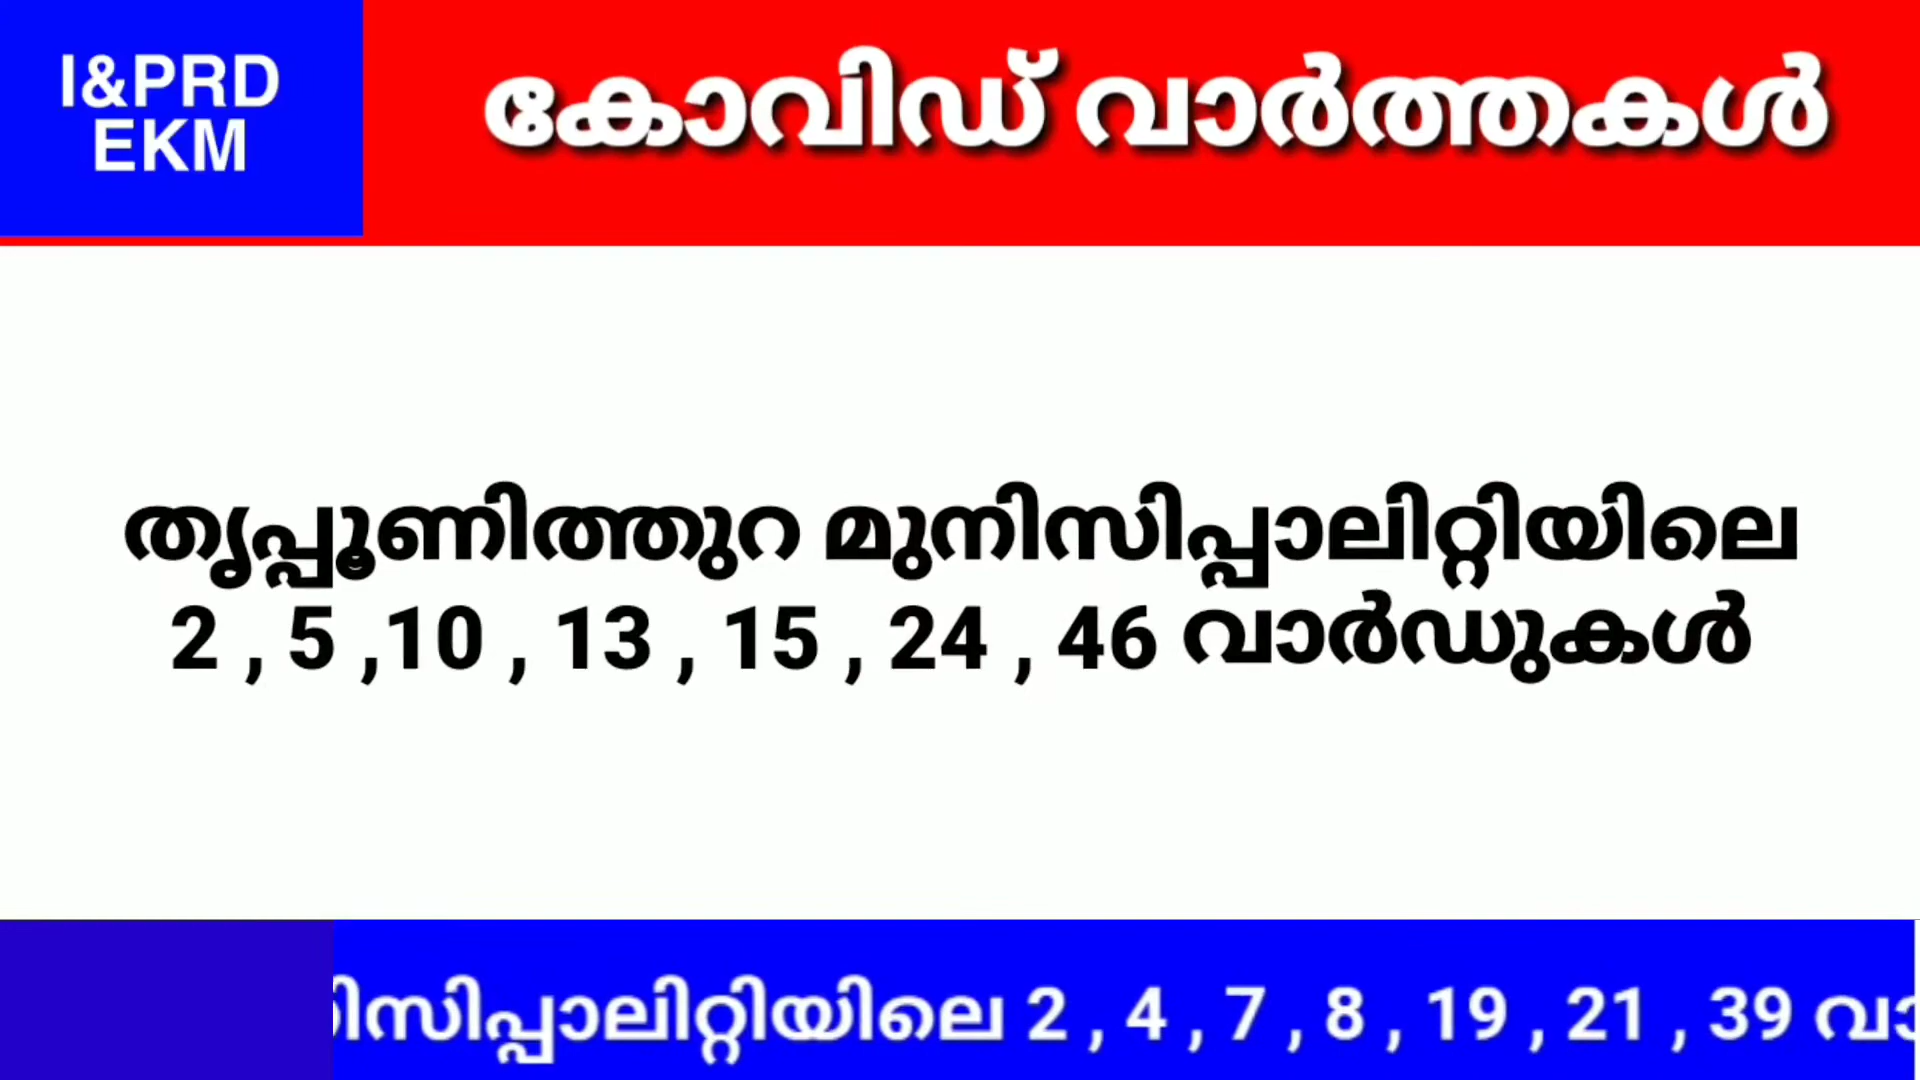 I&PRD
EKM
കോവിഡ് വാർത്തകൾ
തൃപ്പൂണിത്തുറ മുനിസിപ്പാലിറ്റിയിലെ
2 , 5 ,10 , 13 , 15 , 24 , 46 വാർഡുകൾ
2 , 4 , 7 , 8 , 19 , 21 , 39